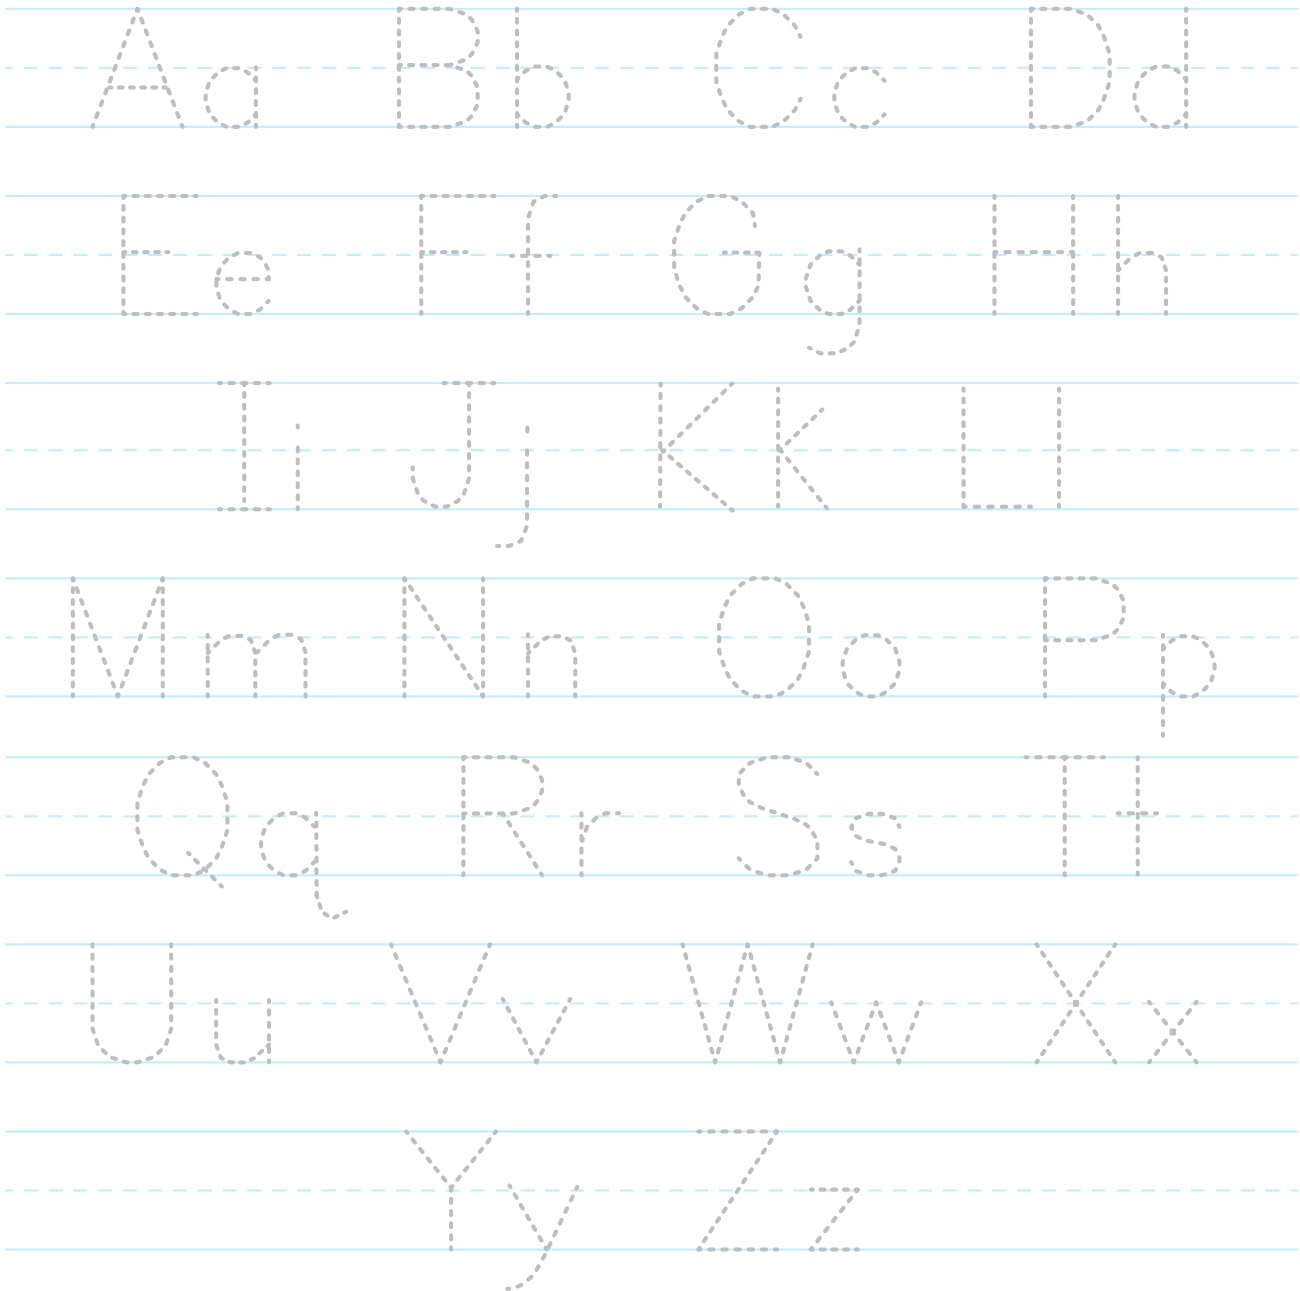 Aa Bb Cc Dd
Ee Ff Gg Hh
Ii Jj Kk Ll
Mm Nn Oo Pp
Qq Rr Ss Tt
Uu Vv Ww Xx
Yy Zz